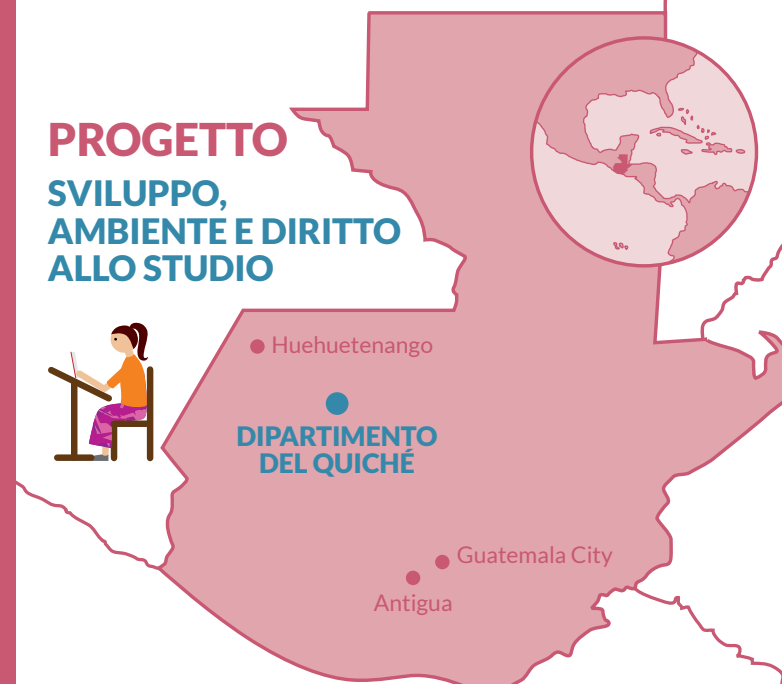 PROGETTO
SVILUPPO,
AMBIENTE E DIRITTO
ALLO STUDIO
Huehuetenango
DIPARTIMENTO
DEL QUICHÉ
Guatemala City
Antigua